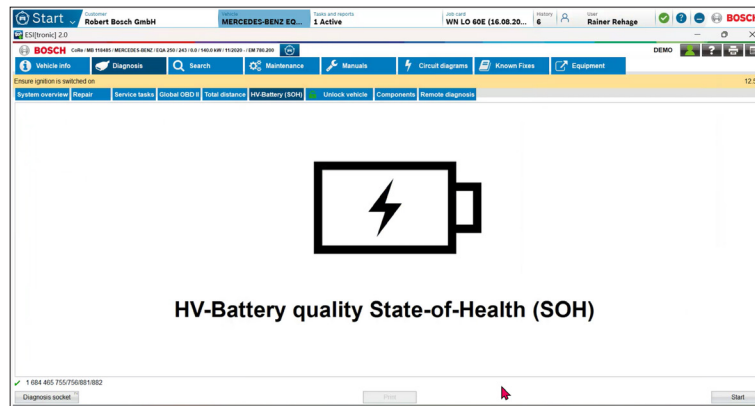 Start
Customer
Robert Bosch GmbH
Vehicle
MERCEDES-BENZ EQ...
Tasks and reports
1 Active
Job card
WN LO 60E (16.08.20...
History
6
User
Rainer Rehage
BOSCH
ESI[tronic] 2.0
BOSCH CoRe / MB 119465 / MERCEDES-BENZ / EQA 250 / 243 / 0.0 / 140.0 kW / 11/2020 - / EM 780.200
DEMO
Vehicle info
Diagnosis
Search
Maintenance
Manuals
Circuit diagrams
Known Fixes
Equipment
Ensure ignition is switched on
12.5
System overview
Repair
Service tasks
Global OBD II
Total distance
HV-Battery (SOH)
Unlock vehicle
Components
Remote diagnosis
HV-Battery quality State-of-Health (SOH)
1 684 465 755/756/881/882
Diagnosis socket
Print
Start